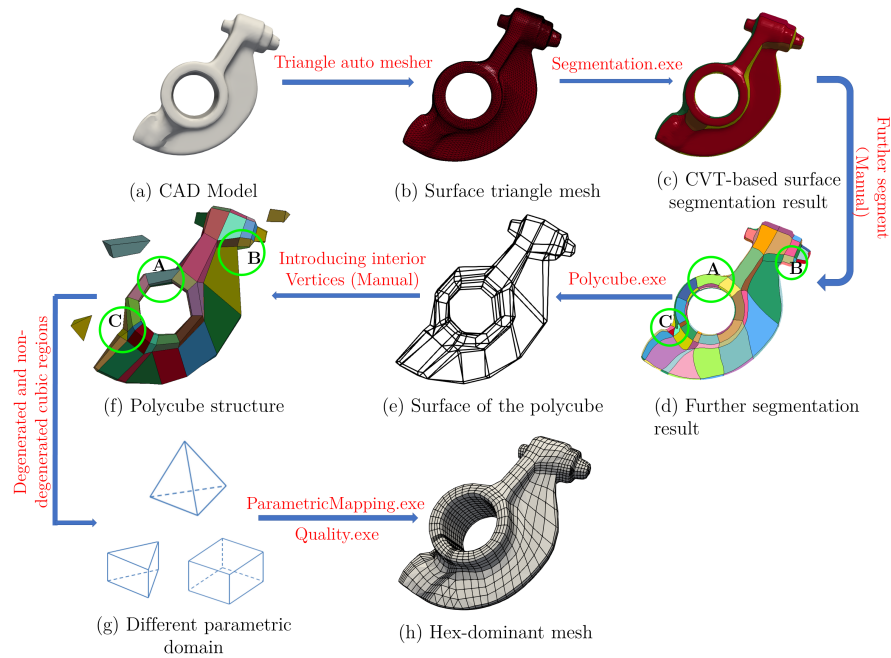 Triangle auto mesher
Segmentation.exe
(a) CAD Model
(b) Surface triangle mesh
(c) CVT-based surface
segmentation result
Further segment
(Manual)
A
B
C
Introducing interior
Vertices (Manual)
Polycube.exe
A
B
C
(f) Polycube structure
(e) Surface of the polycube
(d) Further segmentation
result
Degenerated and non-
degenerated cubic regions
ParametricMapping.exe
Quality.exe
(g) Different parametric
domain
(h) Hex-dominant mesh